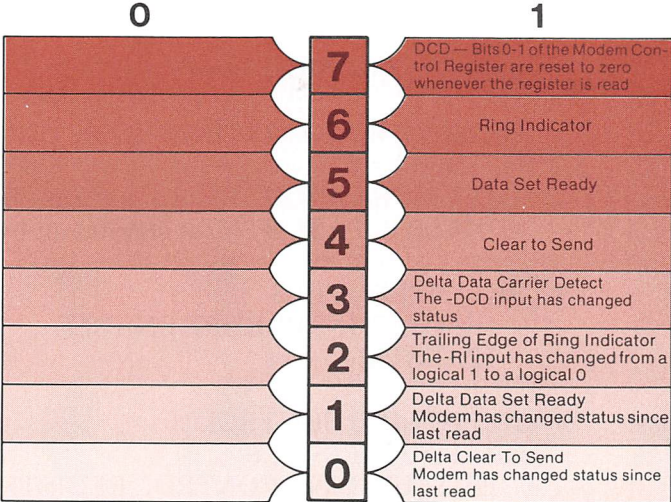 0 1
7 DCD — Bits 0-1 of the Modem Con-
trol Register are reset to zero
whenever the register is read
6 Ring Indicator
5 Data Set Ready
4 Clear to Send
3 Delta Data Carrier Detect
The -DCD input has changed
status
2 Trailing Edge of Ring Indicator
The -RI input has changed from a
logical 1 to a logical 0
1 Delta Data Set Ready
Modem has changed status since
last read
0 Delta Clear To Send
Modem has changed status since
last read